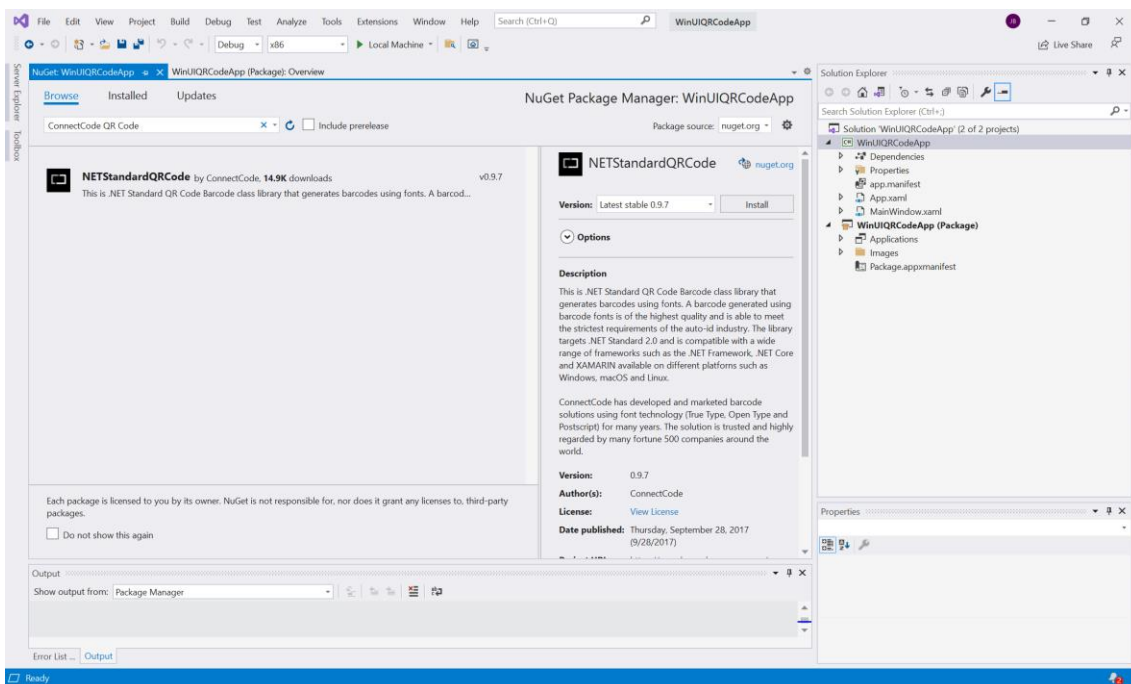 File Edit View Project Build Debug Test Analyze Tools Extensions Window Help Search (Ctrl+Q) WinUIQRCodeApp JB
Debug x86 Local Machine Live Share
Server Explorer
Toolbox
NuGet: WinUIQRCodeApp WinUIQRCodeApp (Package): Overview
Browse Installed Updates
NuGet Package Manager: WinUIQRCodeApp
ConnectCode QR Code Include prerelease
Package source: nuget.org
NETStandardQRCode by ConnectCode, 14.9K downloads v0.9.7
This is .NET Standard QR Code Barcode class library that generates barcodes using fonts. A barcod...
Each package is licensed to you by its owner. NuGet is not responsible for, nor does it grant any licenses to, third-party
packages.
Do not show this again
NETStandardQRCode nuget.org
Version: Latest stable 0.9.7 Install
Options
Description
This is .NET Standard QR Code Barcode class library that
generates barcodes using fonts. A barcode generated using
barcode fonts is of the highest quality and is able to meet
the strictest requirements of the auto-id industry. The library
targets .NET Standard 2.0 and is compatible with a wide
range of frameworks such as the .NET Framework, .NET Core
and XAMARIN available on different platforms such as
Windows, macOS and Linux.
ConnectCode has developed and marketed barcode
solutions using font technology (True Type, Open Type and
Postscript) for many years. The solution is trusted and highly
regarded by many fortune 500 companies around the
world.
Version: 0.9.7
Author(s): ConnectCode
License: View License
Date published: Thursday, September 28, 2017
(9/28/2017)
Solution Explorer
Search Solution Explorer (Ctrl+;)
Solution 'WinUIQRCodeApp' (2 of 2 projects)
WinUIQRCodeApp
Dependencies
Properties
app.manifest
App.xaml
MainWindow.xaml
WinUIQRCodeApp (Package)
Applications
Images
Package.appxmanifest
Properties
Output
Show output from: Package Manager
Error List ... Output
Ready 2